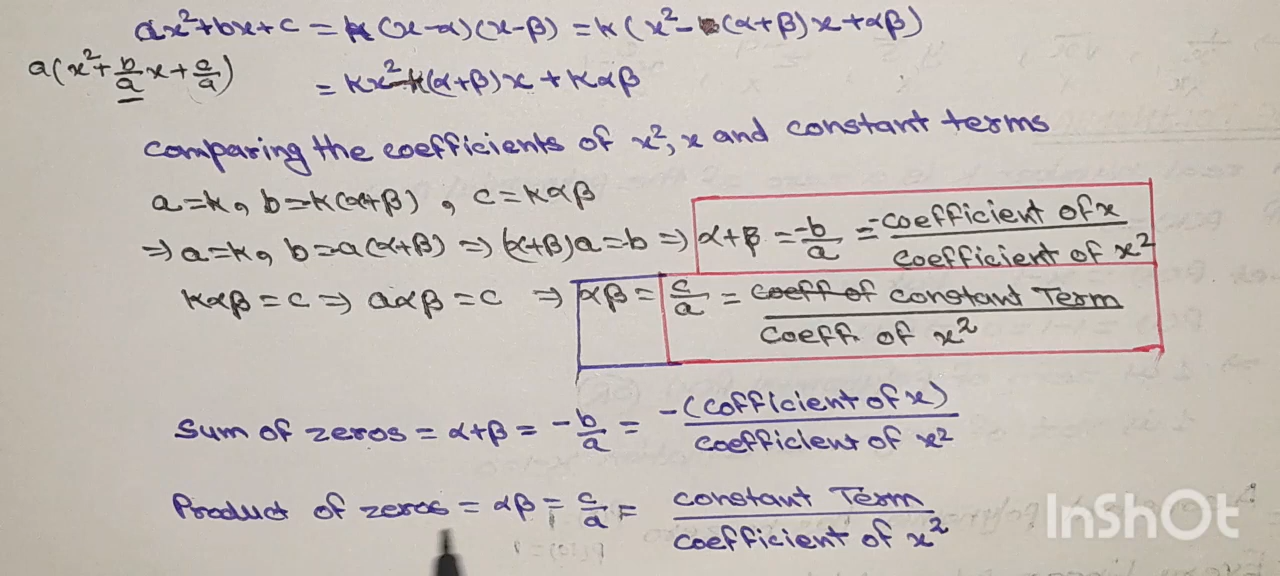 ax²+bx+c = k(x-α)(x-β) = k(x²-(α+β)x+αβ)
a(x²+b/a x+c/a) = kx²-k(α+β)x+kαβ
comparing the coefficients of x², x and constant terms
a=k, b=-k(α+β), c=kαβ
⇒a=k, b=-a(α+β) ⇒ (α+β)a=-b ⇒ α+β = -b/a = -coefficient of x/coefficient of x²
kαβ=c ⇒ aαβ=c ⇒ αβ = c/a = coeff of constant Term/coeff. of x²
Sum of zeros = α+β = -b/a = -(cofficient of x)/coefficient of x²
Product of zeros = αβ = c/a = constant Term/coefficient of x²
InShOt